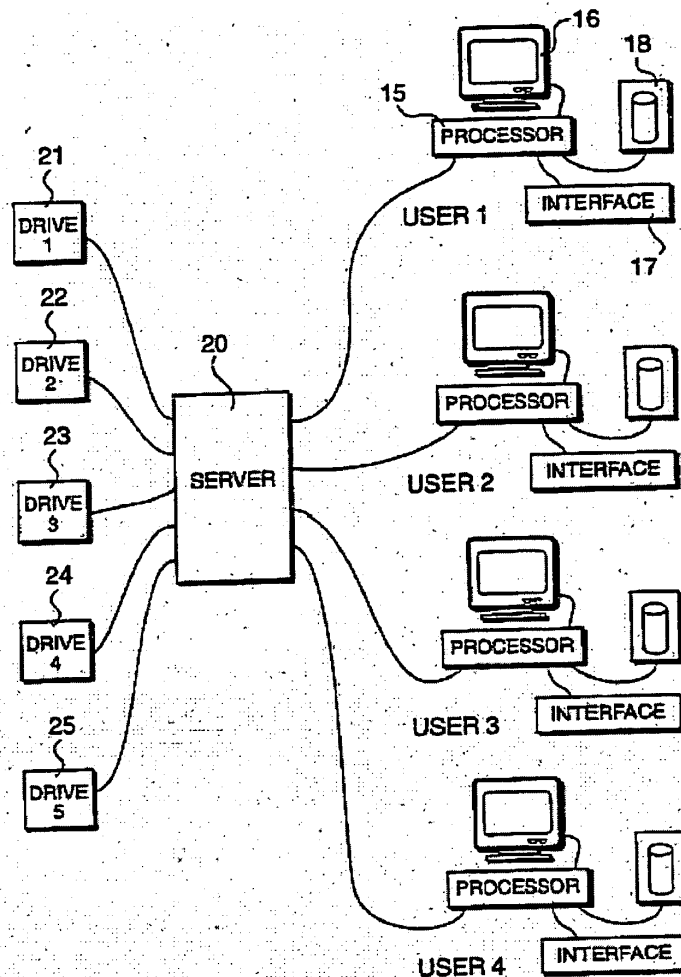 16
18
15
PROCESSOR
21
INTERFACE
USER 1
DRIVE
1
17
22
20
DRIVE
2
PROCESSOR
SERVER
INTERFACE
23
USER 2
DRIVE
3
24
PROCESSOR
DRIVE
4
INTERFACE
USER 3
25
DRIVE
5
PROCESSOR
INTERFACE
USER 4